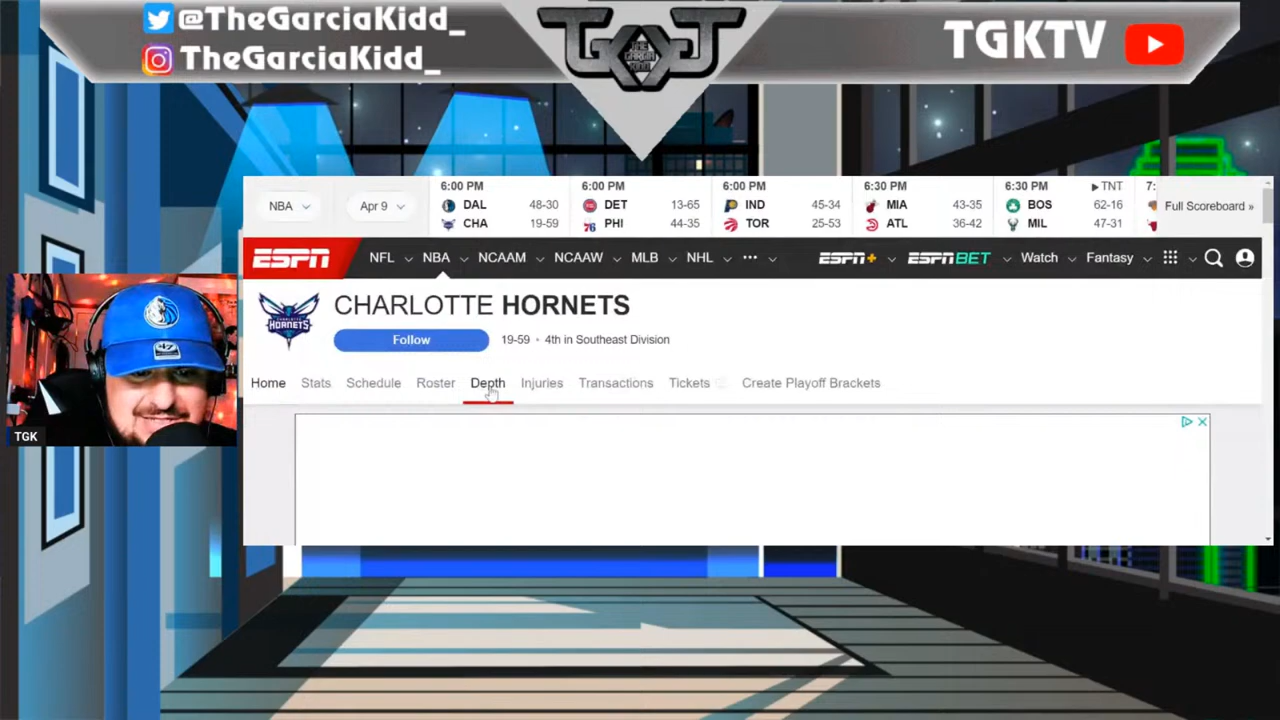 @TheGarciaKidd_
TheGarciaKidd_
TGKTV
NBA
Apr 9
6:00 PM
DAL 48-30
CHA 19-59
6:00 PM
DET 13-65
PHI 44-35
6:00 PM
IND 45-34
TOR 25-53
6:30 PM
MIA 43-35
ATL 36-42
6:30 PM TNT
BOS 62-16
MIL 47-31
7:
Full Scoreboard »
ESPN NFL NBA NCAAM NCAAW MLB NHL ••• ESPN+ ESPN BET Watch Fantasy
CHARLOTTE HORNETS
HORNETS
Follow 19-59 • 4th in Southeast Division
Home Stats Schedule Roster Depth Injuries Transactions Tickets Create Playoff Brackets
47
TGK